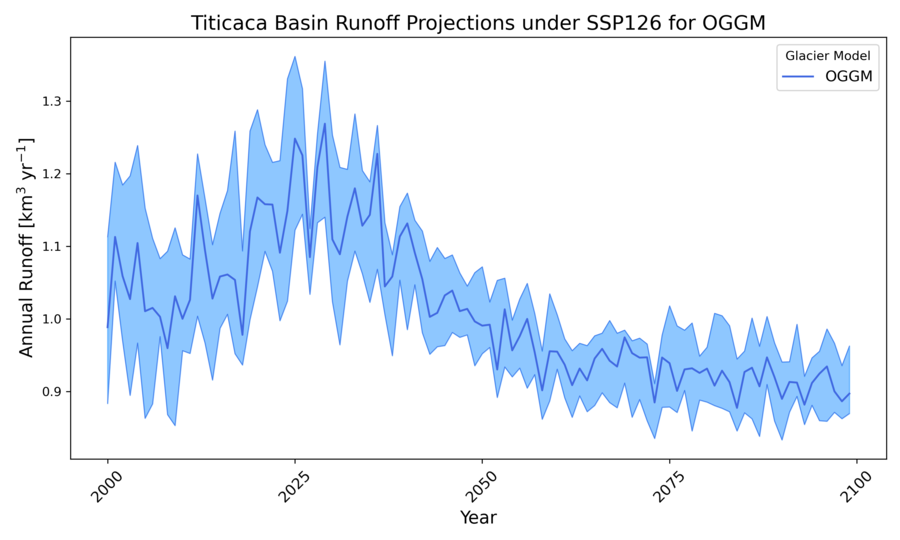 Titicaca Basin Runoff Projections under SSP126 for OGGM
Glacier Model
OGGM
Annual Runoff [km³ yr⁻¹]
1.3
1.2
1.1
1.0
0.9
2000
2025
2050
2075
2100
Year